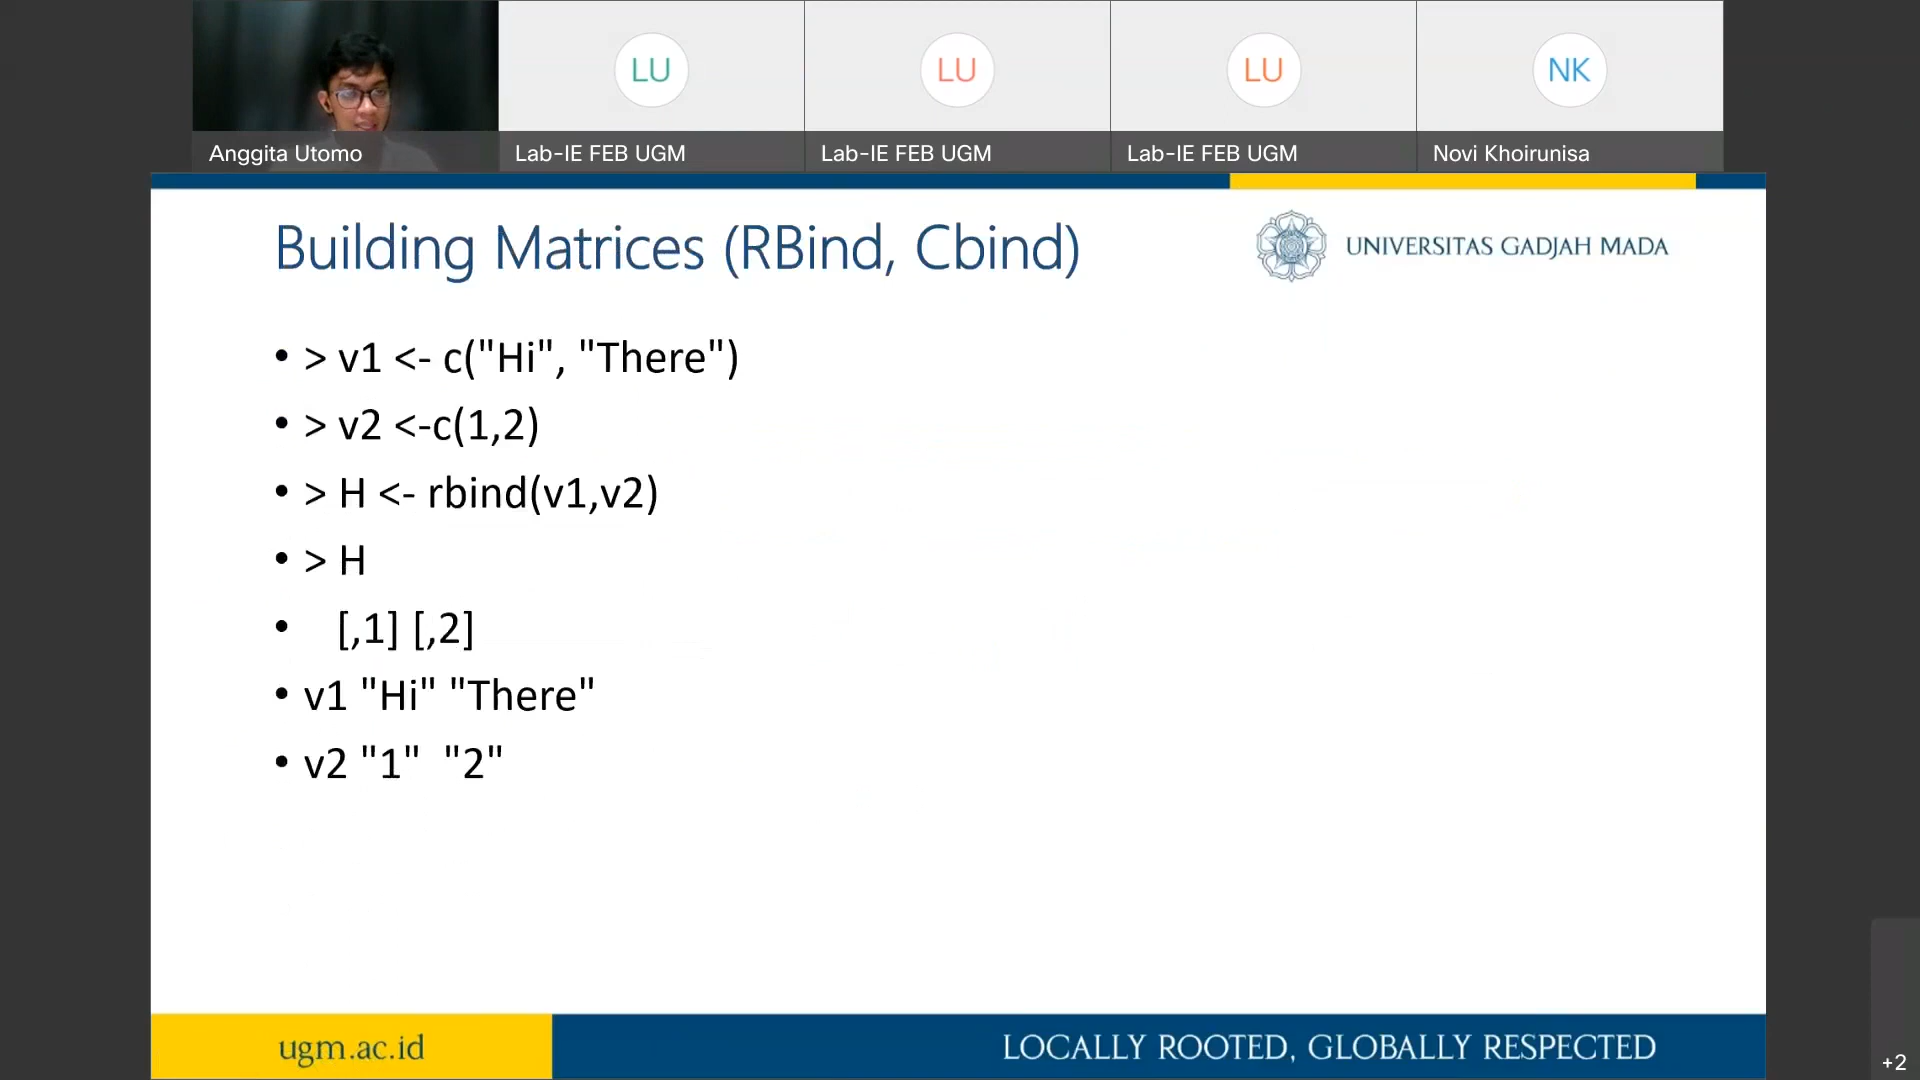 LU
LU
LU
NK
Anggita Utomo
Lab-IE FEB UGM
Lab-IE FEB UGM
Lab-IE FEB UGM
Novi Khoirunisa
Building Matrices (RBind, Cbind)
UNIVERSITAS GADJAH MADA
• > v1 <- c("Hi", "There")
• > v2 <-c(1,2)
• > H <- rbind(v1,v2)
• > H
• [,1] [,2]
• v1 "Hi" "There"
• v2 "1"  "2"
ugm.ac.id
LOCALLY ROOTED, GLOBALLY RESPECTED
+2